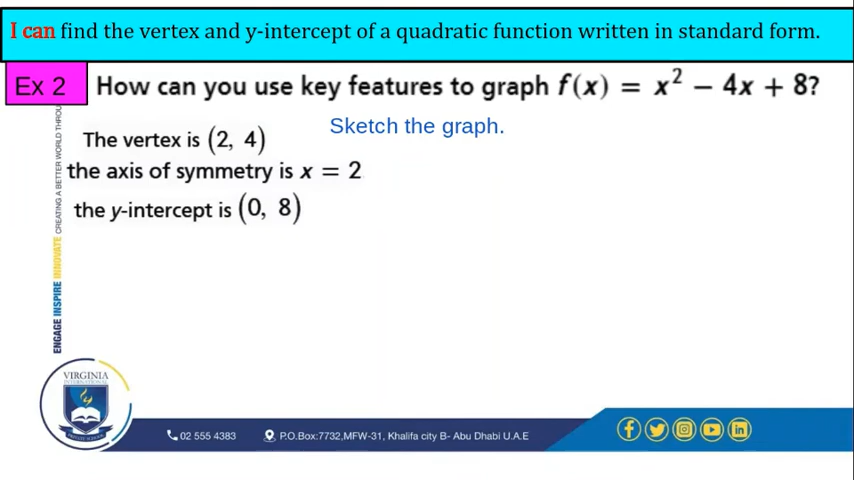 I can find the vertex and y-intercept of a quadratic function written in standard form.
Ex 2
How can you use key features to graph f(x) = x² − 4x + 8?
Sketch the graph.
The vertex is (2, 4)
the axis of symmetry is x = 2
the y-intercept is (0, 8)
ENGAGE INSPIRE INNOVATE CREATING A BETTER WORLD THROU
VIRGINIA
INTERNATIONAL
PRIVATE SCHOOL
02 555 4383
P.O.Box:7732,MFW-31, Khalifa city B- Abu Dhabi U.A.E